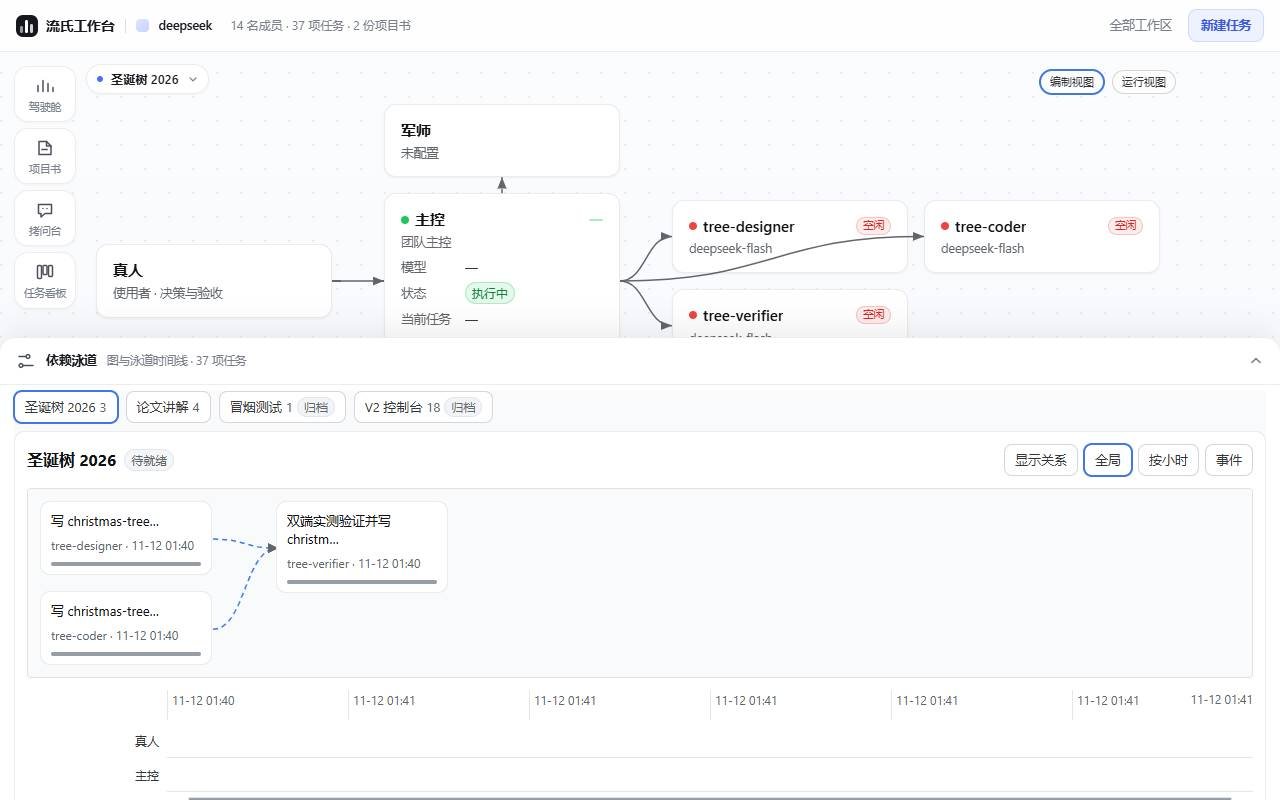 流氏工作台 deepseek 14 名成员 · 37 项任务 · 2 份项目书 全部工作区 新建任务
驾驶舱
项目书
拷问台
任务看板
圣诞树 2026
编制视图 运行视图
军师
未配置
真人
使用者 · 决策与验收
主控 —
团队主控
模型 —
状态 执行中
当前任务 —
tree-designer 空闲
deepseek-flash
tree-coder 空闲
deepseek-flash
tree-verifier 空闲
deepseek-flash
依赖泳道 图与泳道时间线 · 37 项任务
圣诞树 2026 3 论文讲解 4 冒烟测试 1 归档 V2 控制台 18 归档
圣诞树 2026 待就绪 显示关系 全局 按小时 事件
写 christmas-tree...
tree-designer · 11-12 01:40
写 christmas-tree...
tree-coder · 11-12 01:40
双端实测验证并写
christm...
tree-verifier · 11-12 01:40
11-12 01:40 11-12 01:41 11-12 01:41 11-12 01:41 11-12 01:41 11-12 01:41 11-12 01:41
真人
主控